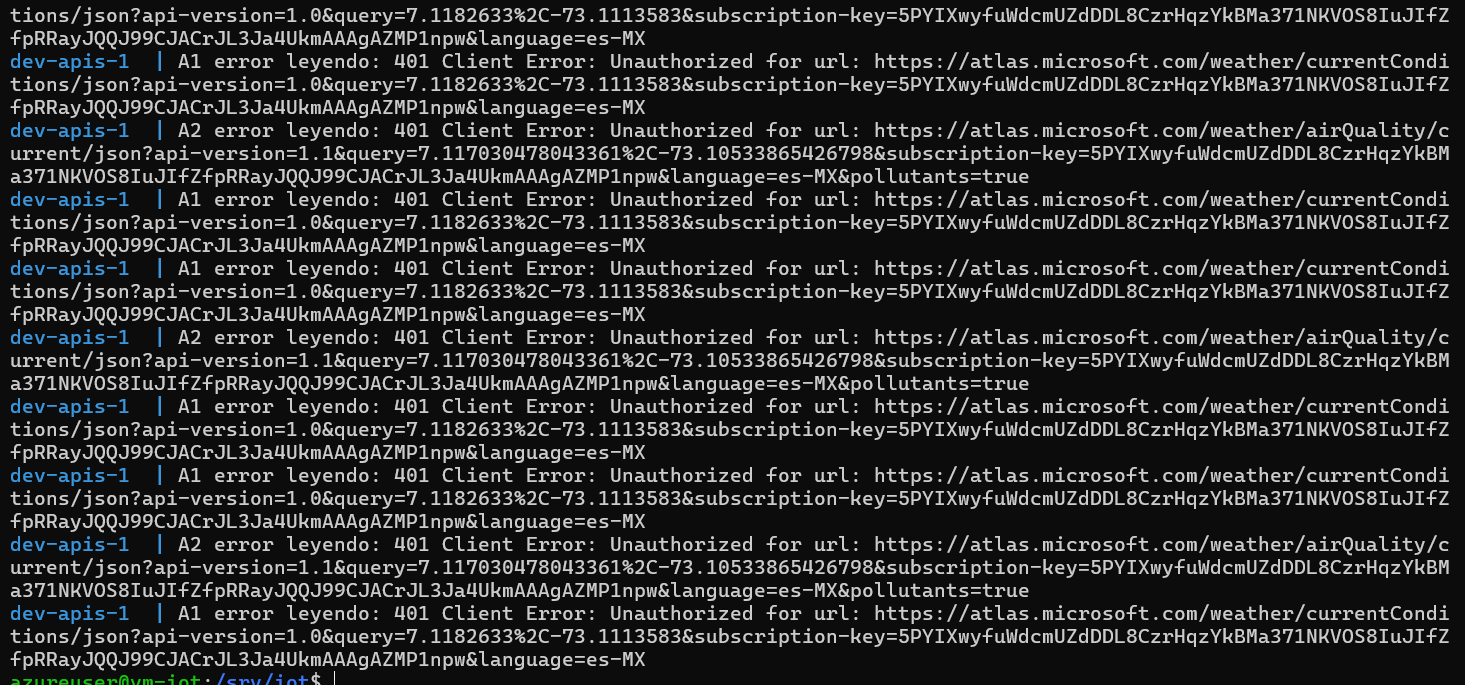 tions/json?api-version=1.0&query=7.1182633%2C-73.1113583&subscription-key=5PYIXwyfuWdcmUZdDDL8CzrHqzYkBMa371NKVOS8IuJIfZ
fpRRayJQQJ99CJACrJL3Ja4UkmAAAgAZMP1npw&language=es-MX
dev-apis-1  | A1 error leyendo: 401 Client Error: Unauthorized for url: https://atlas.microsoft.com/weather/currentCondi
tions/json?api-version=1.0&query=7.1182633%2C-73.1113583&subscription-key=5PYIXwyfuWdcmUZdDDL8CzrHqzYkBMa371NKVOS8IuJIfZ
fpRRayJQQJ99CJACrJL3Ja4UkmAAAgAZMP1npw&language=es-MX
dev-apis-1  | A2 error leyendo: 401 Client Error: Unauthorized for url: https://atlas.microsoft.com/weather/airQuality/c
urrent/json?api-version=1.1&query=7.117030478043361%2C-73.10533865426798&subscription-key=5PYIXwyfuWdcmUZdDDL8CzrHqzYkBM
a371NKVOS8IuJIfZfpRRayJQQJ99CJACrJL3Ja4UkmAAAgAZMP1npw&language=es-MX&pollutants=true
dev-apis-1  | A1 error leyendo: 401 Client Error: Unauthorized for url: https://atlas.microsoft.com/weather/currentCondi
tions/json?api-version=1.0&query=7.1182633%2C-73.1113583&subscription-key=5PYIXwyfuWdcmUZdDDL8CzrHqzYkBMa371NKVOS8IuJIfZ
fpRRayJQQJ99CJACrJL3Ja4UkmAAAgAZMP1npw&language=es-MX
dev-apis-1  | A1 error leyendo: 401 Client Error: Unauthorized for url: https://atlas.microsoft.com/weather/currentCondi
tions/json?api-version=1.0&query=7.1182633%2C-73.1113583&subscription-key=5PYIXwyfuWdcmUZdDDL8CzrHqzYkBMa371NKVOS8IuJIfZ
fpRRayJQQJ99CJACrJL3Ja4UkmAAAgAZMP1npw&language=es-MX
dev-apis-1  | A2 error leyendo: 401 Client Error: Unauthorized for url: https://atlas.microsoft.com/weather/airQuality/c
urrent/json?api-version=1.1&query=7.117030478043361%2C-73.10533865426798&subscription-key=5PYIXwyfuWdcmUZdDDL8CzrHqzYkBM
a371NKVOS8IuJIfZfpRRayJQQJ99CJACrJL3Ja4UkmAAAgAZMP1npw&language=es-MX&pollutants=true
dev-apis-1  | A1 error leyendo: 401 Client Error: Unauthorized for url: https://atlas.microsoft.com/weather/currentCondi
tions/json?api-version=1.0&query=7.1182633%2C-73.1113583&subscription-key=5PYIXwyfuWdcmUZdDDL8CzrHqzYkBMa371NKVOS8IuJIfZ
fpRRayJQQJ99CJACrJL3Ja4UkmAAAgAZMP1npw&language=es-MX
dev-apis-1  | A1 error leyendo: 401 Client Error: Unauthorized for url: https://atlas.microsoft.com/weather/currentCondi
tions/json?api-version=1.0&query=7.1182633%2C-73.1113583&subscription-key=5PYIXwyfuWdcmUZdDDL8CzrHqzYkBMa371NKVOS8IuJIfZ
fpRRayJQQJ99CJACrJL3Ja4UkmAAAgAZMP1npw&language=es-MX
dev-apis-1  | A2 error leyendo: 401 Client Error: Unauthorized for url: https://atlas.microsoft.com/weather/airQuality/c
urrent/json?api-version=1.1&query=7.117030478043361%2C-73.10533865426798&subscription-key=5PYIXwyfuWdcmUZdDDL8CzrHqzYkBM
a371NKVOS8IuJIfZfpRRayJQQJ99CJACrJL3Ja4UkmAAAgAZMP1npw&language=es-MX&pollutants=true
dev-apis-1  | A1 error leyendo: 401 Client Error: Unauthorized for url: https://atlas.microsoft.com/weather/currentCondi
tions/json?api-version=1.0&query=7.1182633%2C-73.1113583&subscription-key=5PYIXwyfuWdcmUZdDDL8CzrHqzYkBMa371NKVOS8IuJIfZ
fpRRayJQQJ99CJACrJL3Ja4UkmAAAgAZMP1npw&language=es-MX
azureuser@vm-iot:/srv/iot$